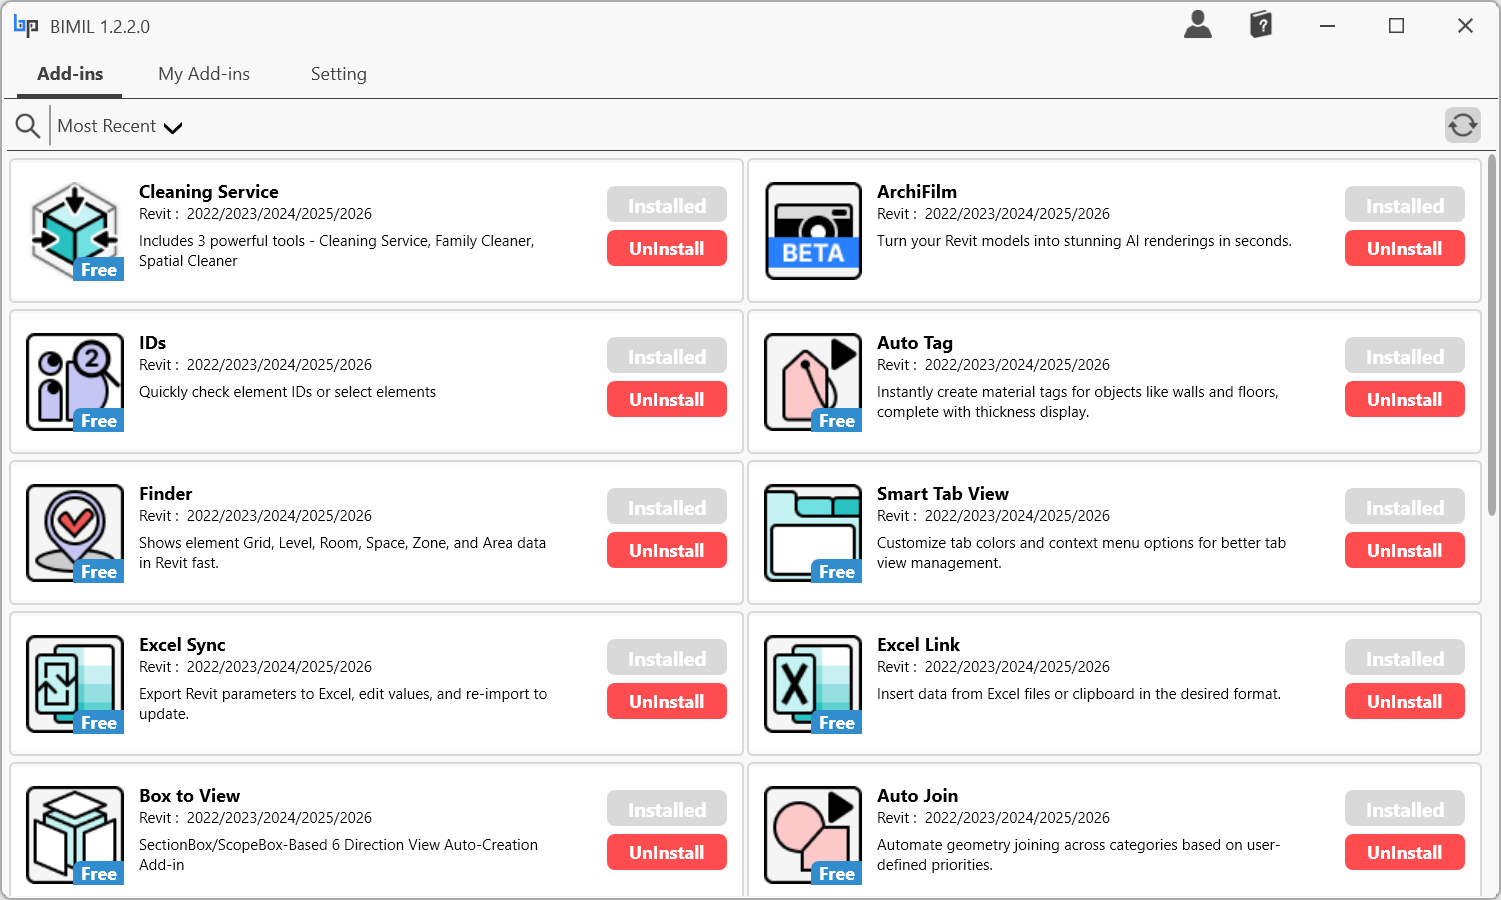 bp BIMIL 1.2.2.0
Add-ins My Add-ins Setting
Most Recent
Cleaning Service
Revit : 2022/2023/2024/2025/2026
Includes 3 powerful tools - Cleaning Service, Family Cleaner,
Spatial Cleaner
Free
Installed
UnInstall
ArchiFilm
Revit : 2022/2023/2024/2025/2026
Turn your Revit models into stunning AI renderings in seconds.
BETA
Installed
UnInstall
IDs
Revit : 2022/2023/2024/2025/2026
Quickly check element IDs or select elements
2
Free
Installed
UnInstall
Auto Tag
Revit : 2022/2023/2024/2025/2026
Instantly create material tags for objects like walls and floors,
complete with thickness display.
Free
Installed
UnInstall
Finder
Revit : 2022/2023/2024/2025/2026
Shows element Grid, Level, Room, Space, Zone, and Area data
in Revit fast.
Free
Installed
UnInstall
Smart Tab View
Revit : 2022/2023/2024/2025/2026
Customize tab colors and context menu options for better tab
view management.
Free
Installed
UnInstall
Excel Sync
Revit : 2022/2023/2024/2025/2026
Export Revit parameters to Excel, edit values, and re-import to
update.
Free
Installed
UnInstall
Excel Link
Revit : 2022/2023/2024/2025/2026
Insert data from Excel files or clipboard in the desired format.
X
Free
Installed
UnInstall
Box to View
Revit : 2022/2023/2024/2025/2026
SectionBox/ScopeBox-Based 6 Direction View Auto-Creation
Add-in
Free
Installed
UnInstall
Auto Join
Revit : 2022/2023/2024/2025/2026
Automate geometry joining across categories based on user-
defined priorities.
Free
Installed
UnInstall